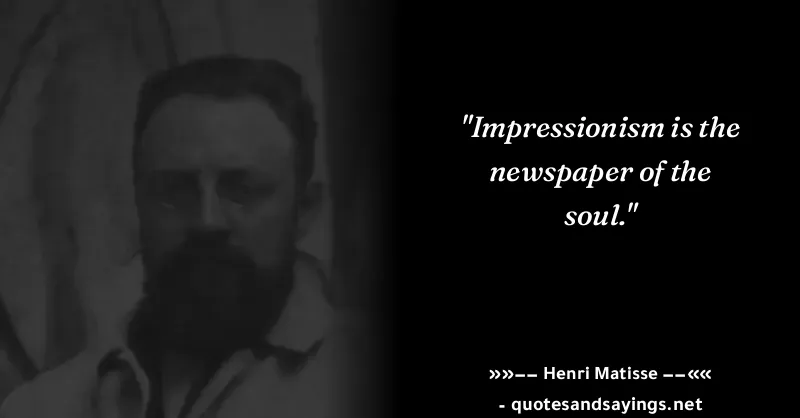 "Impressionism is the
newspaper of the
soul."
»»−− Henri Matisse −−««
- quotesandsayings.net